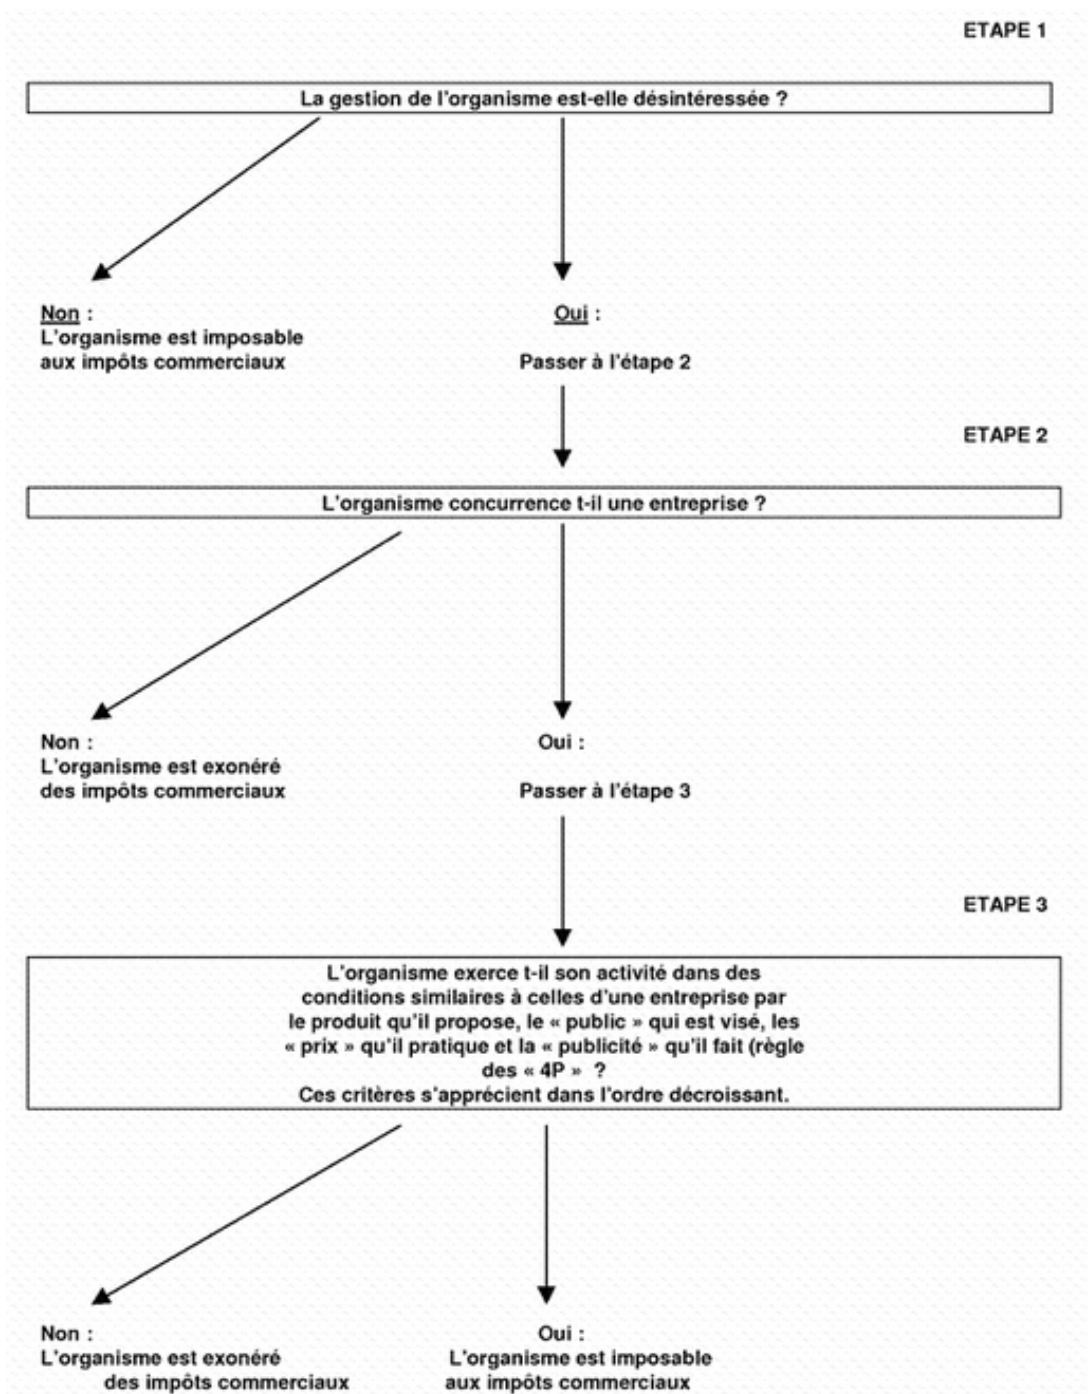 ETAPE 1
La gestion de l'organisme est-elle désintéressée ?
Non :
L'organisme est imposable
aux impôts commerciaux
Oui :
Passer à l'étape 2
ETAPE 2
L'organisme concurrence t-il une entreprise ?
Non :
L'organisme est exonéré
des impôts commerciaux
Oui :
Passer à l'étape 3
ETAPE 3
L'organisme exerce t-il son activité dans des
conditions similaires à celles d'une entreprise par
le produit qu'il propose, le « public » qui est visé, les
« prix » qu'il pratique et la « publicité » qu'il fait (règle
des « 4P » ?
Ces critères s'apprécient dans l'ordre décroissant.
Non :
L'organisme est exonéré
des impôts commerciaux
Oui :
L'organisme est imposable
aux impôts commerciaux